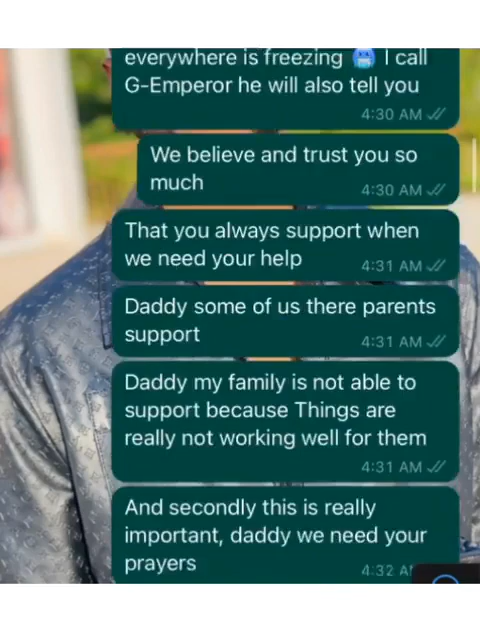 everywhere is freezing 🥶 I call
G-Emperor he will also tell you
4:30 AM
We believe and trust you so
much
4:30 AM
That you always support when
we need your help
4:31 AM
Daddy some of us there parents
support
4:31 AM
Daddy my family is not able to
support because Things are
really not working well for them
4:31 AM
And secondly this is really
important, daddy we need your
prayers
4:32 A